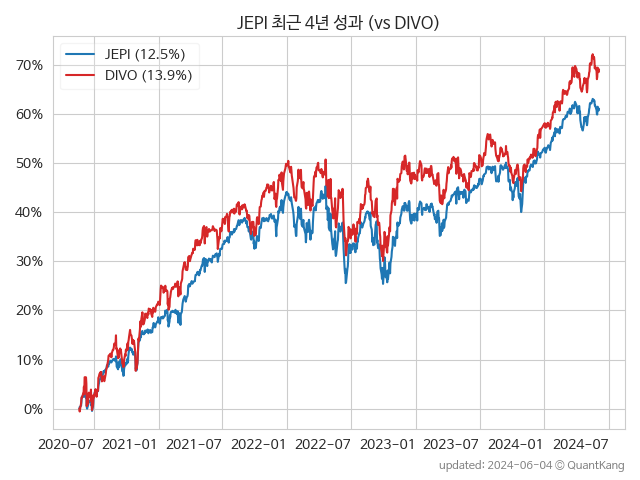 JEPI 최근 4년 성과 (vs DIVO)
JEPI (12.5%)
DIVO (13.9%)
70%
60%
50%
40%
30%
20%
10%
0%
2020-07 2021-01 2021-07 2022-01 2022-07 2023-01 2023-07 2024-01 2024-07
updated: 2024-06-04 © QuantKang